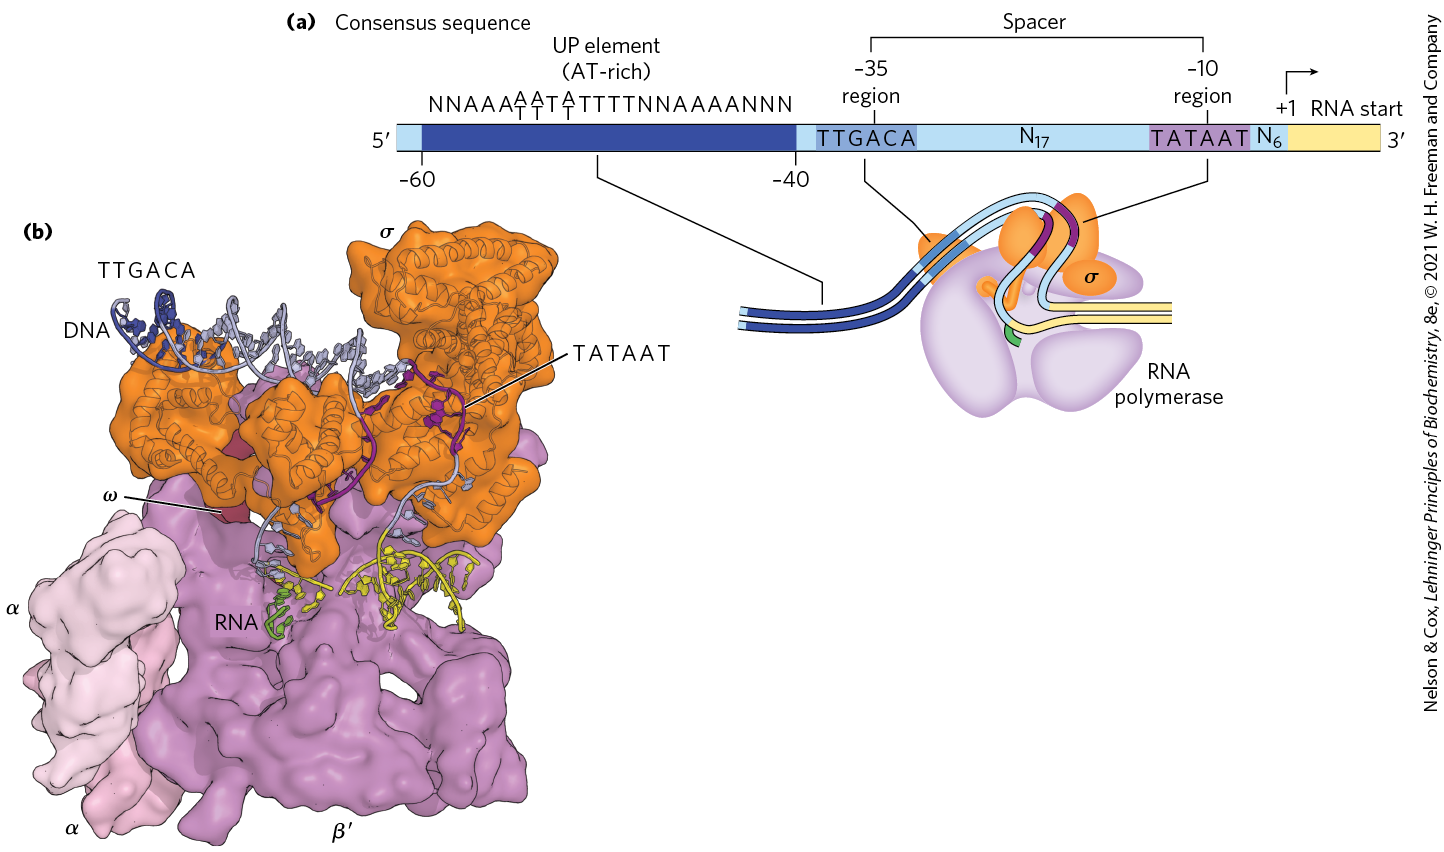 (a) Consensus sequence
Spacer
UP element
(AT-rich)
–35
region
–10
region
+1 RNA start
NNAAAAATATTTTNNAAAANNN
TT T
5′
TTGACA
N17
TATAAT
N6
3′
–60
–40
σ
RNA
polymerase
(b)
σ
TTGACA
DNA
TATAAT
ω
α
RNA
α
β′
Nelson & Cox, Lehninger Principles of Biochemistry, 8e, © 2021 W. H. Freeman and Company